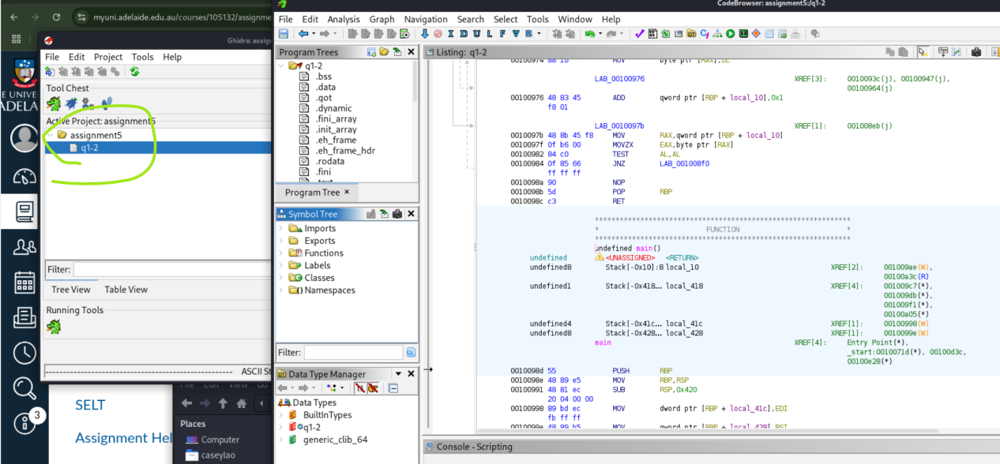 myuni.adelaide.edu.au/courses/105132/assignme
Ghidra: assig
File Edit Project Tools Help
Tool Chest
Active Project: assignment5
assignment5
q1-2
Filter:
Tree View Table View
Running Tools
ASCII St
E UNIVE
ADELA
3
SELT
Assignment Hel
File Edit View Go
Places
Computer
caseylao
CodeBrowser: assignment5:/q1-2
File Edit Analysis Graph Navigation Search Select Tools Window Help
I D U L F V B
Program Trees
q1-2
.bss
.data
.got
.dynamic
.fini_array
.init_array
.eh_frame
.eh_frame_hdr
.rodata
.fini
.text
Program Tree ×
Symbol Tree
Imports
Exports
Functions
Labels
Classes
Namespaces
Filter:
Data Type Manager
Data Types
BuiltInTypes
q1-2
generic_clib_64
Listing: q1-2
00100974 88 10 MOV byte ptr [RAX],DL
LAB_00100976 XREF[3]: 0010093c(j), 00100947(j),
00100964(j)
00100976 48 83 45 ADD qword ptr [RBP + local_10],0x1
f8 01
LAB_0010097b XREF[1]: 001008eb(j)
0010097b 48 8b 45 f8 MOV RAX,qword ptr [RBP + local_10]
0010097f 0f b6 00 MOVZX EAX,byte ptr [RAX]
00100982 84 c0 TEST AL,AL
00100984 0f 85 66 JNZ LAB_001008f0
ff ff ff
0010098a 90 NOP
0010098b 5d POP RBP
0010098c c3 RET
**************************************************************
* FUNCTION *
**************************************************************
undefined main()
undefined <UNASSIGNED> <RETURN>
undefined8 Stack[-0x10]:8 local_10 XREF[2]: 001009ae(W),
00100a3c(R)
undefined1 Stack[-0x418... local_418 XREF[4]: 001009c7(*),
001009db(*),
001009f1(*),
00100a05(*)
undefined4 Stack[-0x41c... local_41c XREF[1]: 00100998(W)
undefined8 Stack[-0x428... local_428 XREF[1]: 0010099e(W)
main XREF[4]: Entry Point(*),
_start:0010071d(*), 00100d3c,
00100e28(*)
0010098d 55 PUSH RBP
0010098e 48 89 e5 MOV RBP,RSP
00100991 48 81 ec SUB RSP,0x420
20 04 00 00
00100998 89 bd ec MOV dword ptr [RBP + local_41c],EDI
fb ff ff
0010099e 48 89 b5 MOV qword ptr [RBP + local_428],RSI
Console - Scripting